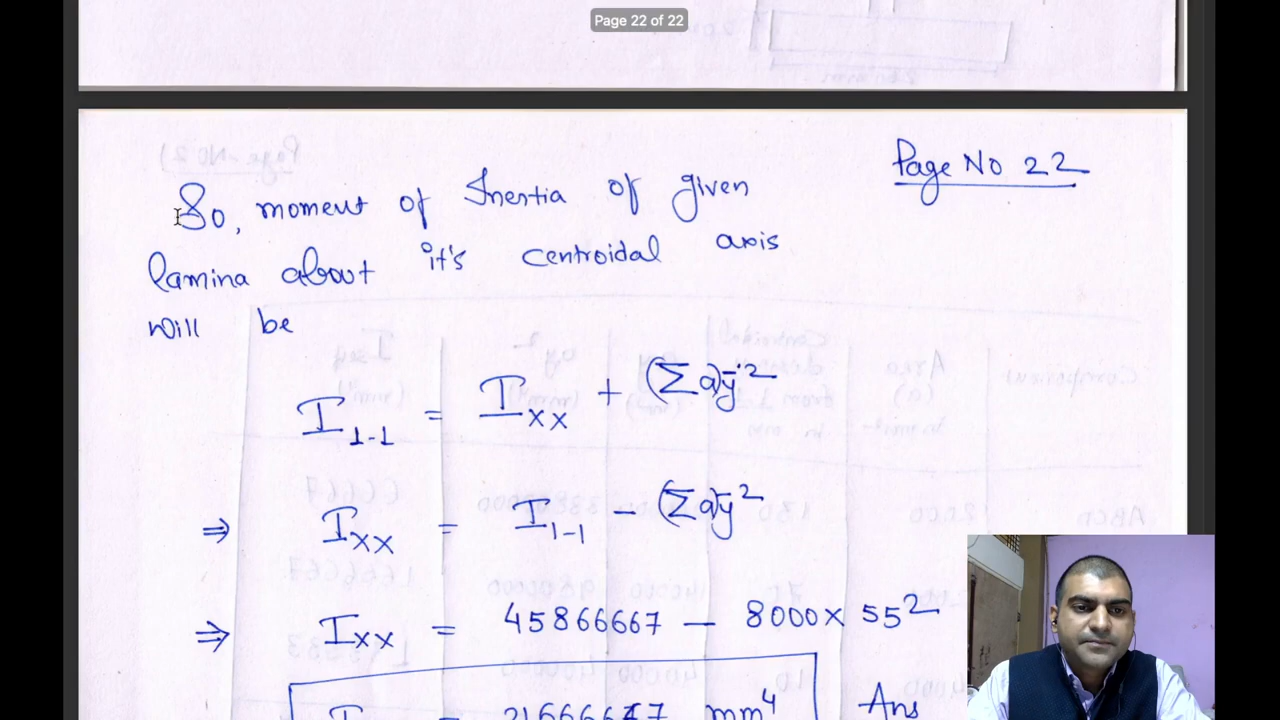 Page 22 of 22
Page No 22
So, moment of Inertia of given
lamina about it's centroidal axis
will be
I₁₋₁ = Ixx + (Σa)ȳ²
⇒ Ixx = I₁₋₁ − (Σa)ȳ²
⇒ Ixx = 45866667 − 8000 × 55²
mm⁴ Ans